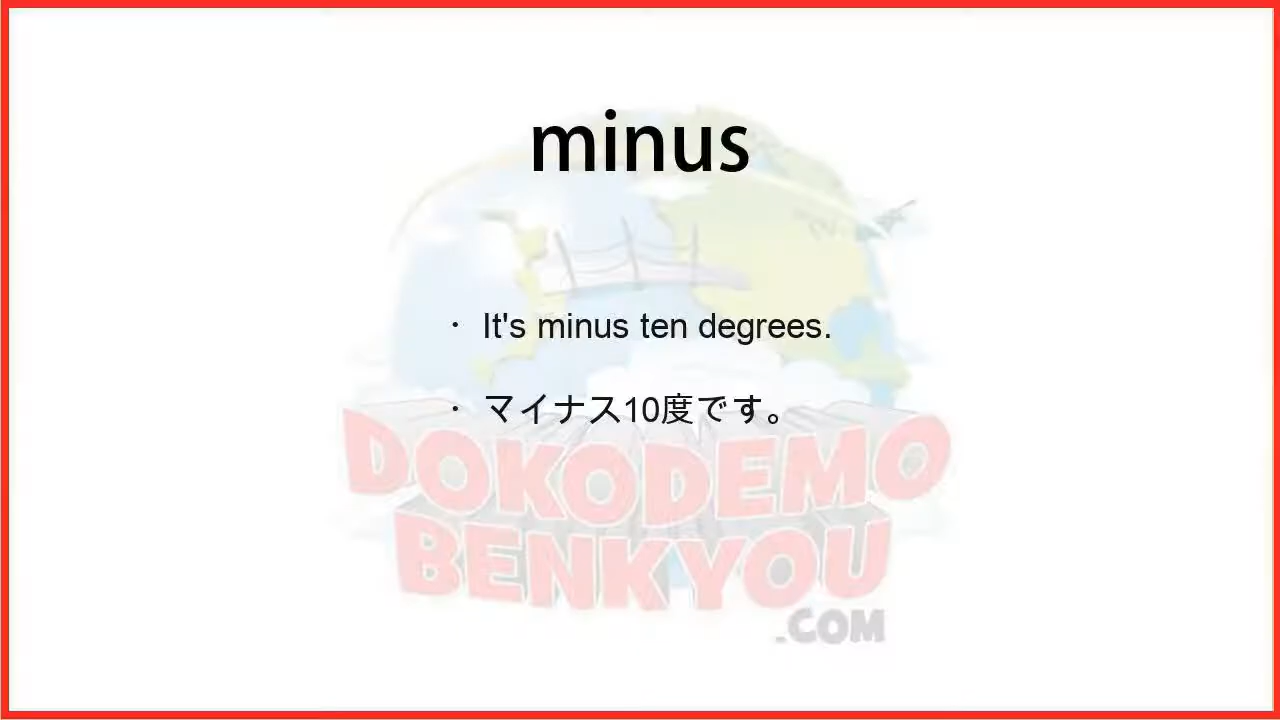 minus
・ It's minus ten degrees.
・ マイナス10度です。
DOKODEMO
BENKYOU
.COM